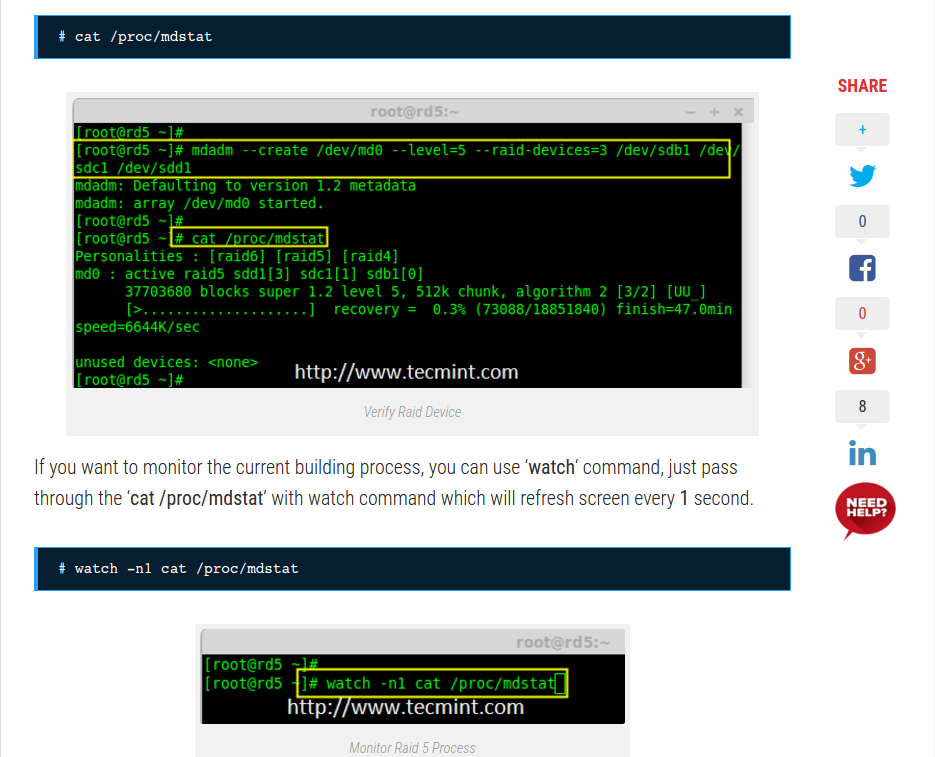 # cat /proc/mdstat
root@rd5:~
[root@rd5 ~]#
[root@rd5 ~]# mdadm --create /dev/md0 --level=5 --raid-devices=3 /dev/sdb1 /dev/
sdc1 /dev/sdd1
mdadm: Defaulting to version 1.2 metadata
mdadm: array /dev/md0 started.
[root@rd5 ~]#
[root@rd5 ~]# cat /proc/mdstat
Personalities : [raid6] [raid5] [raid4]
md0 : active raid5 sdd1[3] sdc1[1] sdb1[0]
37703680 blocks super 1.2 level 5, 512k chunk, algorithm 2 [3/2] [UU_]
[>....................] recovery = 0.3% (73088/18851840) finish=47.0min
speed=6644K/sec
unused devices: <none>
[root@rd5 ~]#
http://www.tecmint.com
Verify Raid Device
If you want to monitor the current building process, you can use ‘watch‘ command, just pass
through the ‘cat /proc/mdstat‘ with watch command which will refresh screen every 1 second.
# watch -n1 cat /proc/mdstat
root@rd5:~
[root@rd5 ~]#
[root@rd5 ~]# watch -n1 cat /proc/mdstat
http://www.tecmint.com
Monitor Raid 5 Process
SHARE
+
0
0
g+
8
in
NEED
HELP?